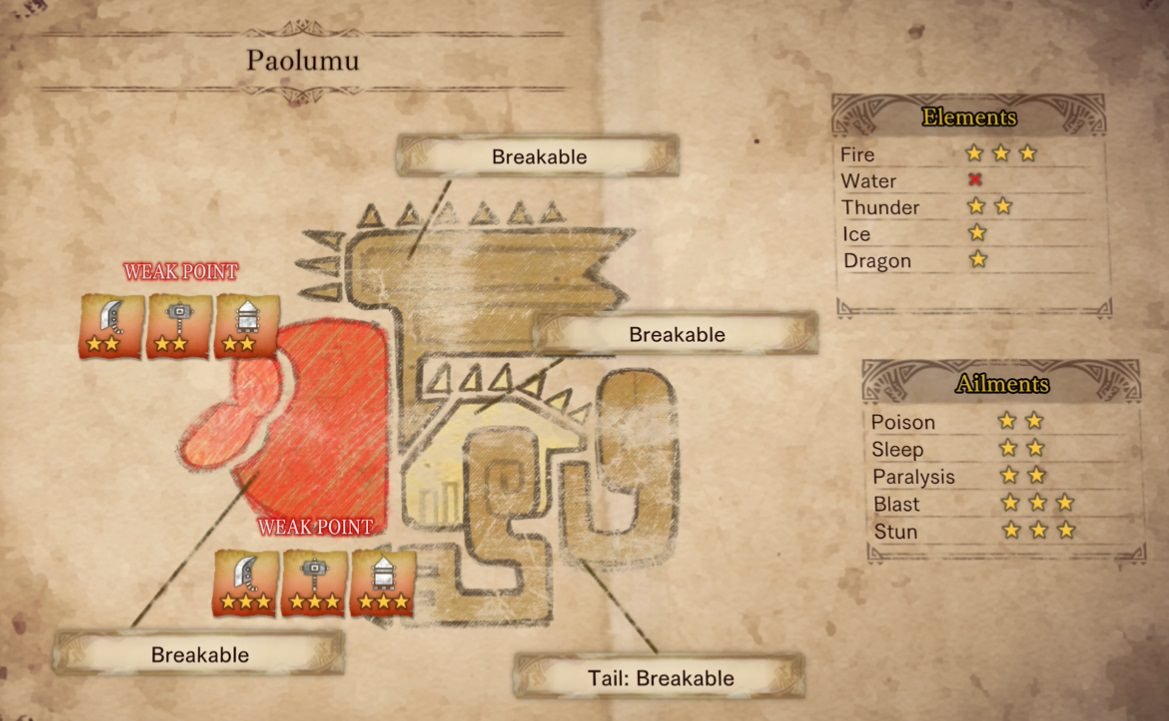 Paolumu
Breakable
WEAK POINT
Breakable
WEAK POINT
Breakable
Tail: Breakable
Elements
Fire
Water
Thunder
Ice
Dragon
Ailments
Poison
Sleep
Paralysis
Blast
Stun